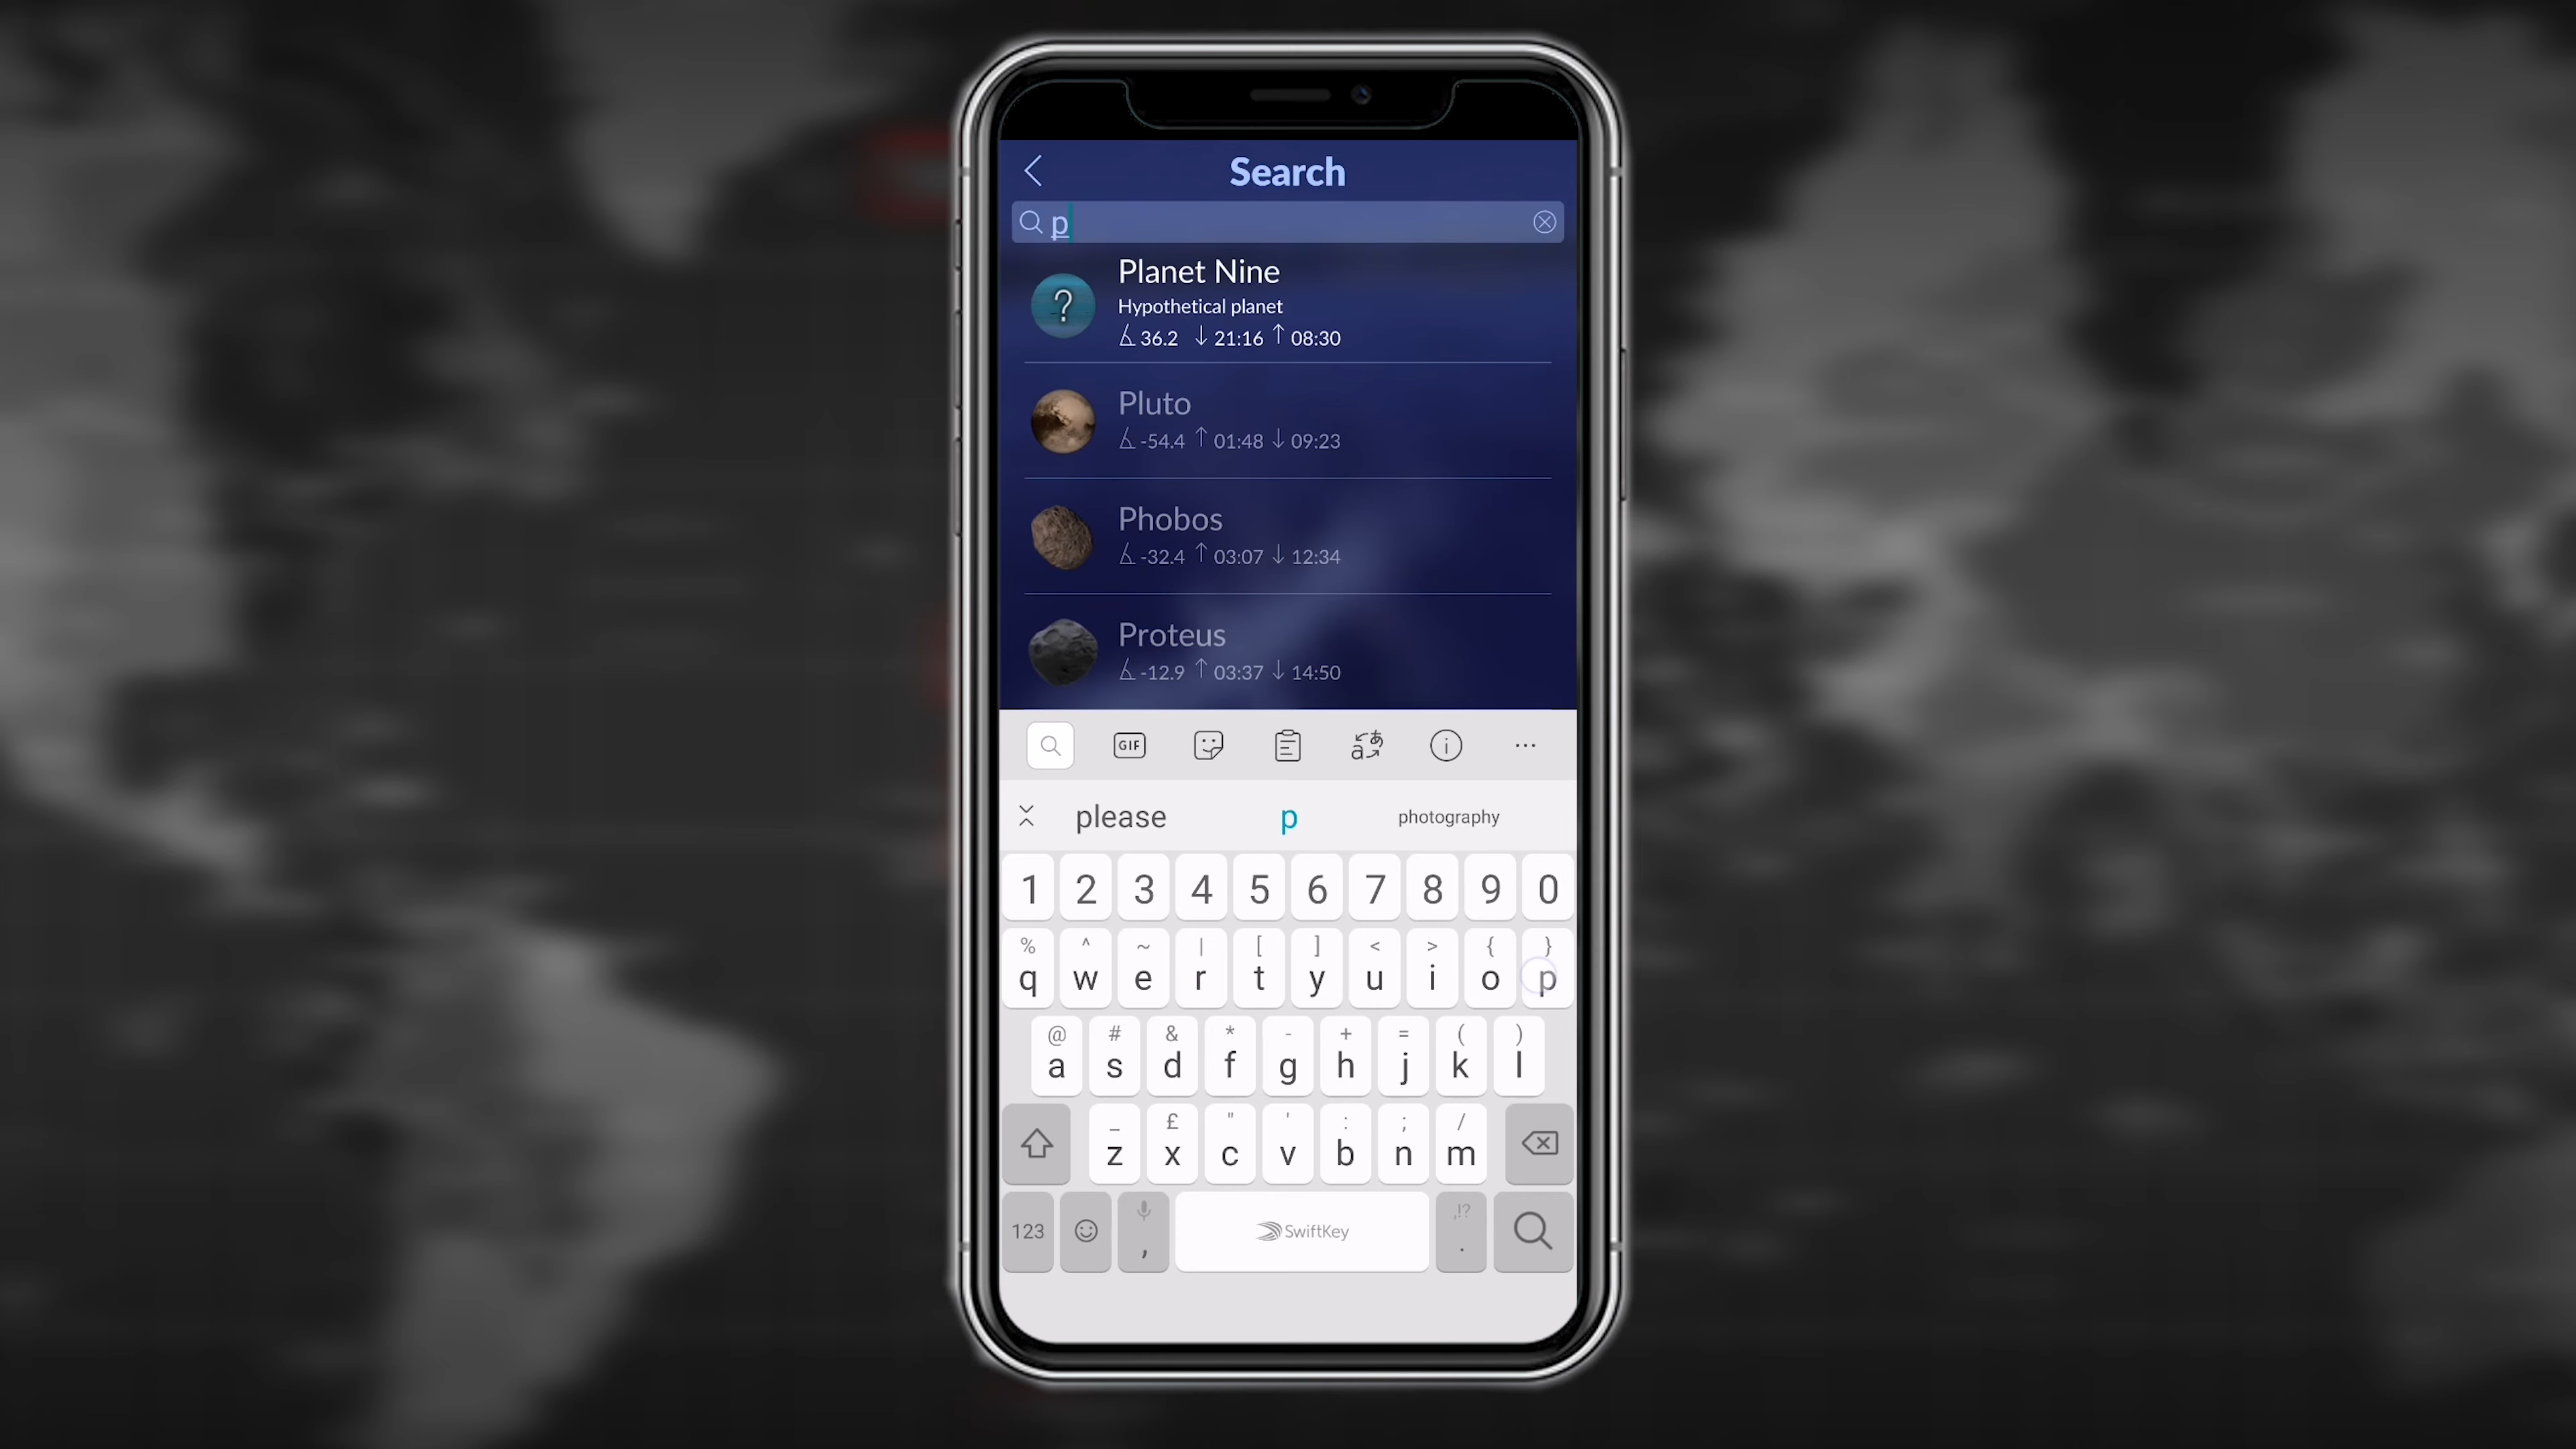 Search
p
Planet Nine
?
Hypothetical planet
36.2 ↓ 21:16 ↑ 08:30
Pluto
-54.4 ↑ 01:48 ↓ 09:23
Phobos
-32.4 ↑ 03:07 ↓ 12:34
Proteus
-12.9 ↑ 03:37 ↓ 14:50
GIF aあ i ...
please p photography
1 2 3 4 5 6 7 8 9 0
% ^ ~ | [ ] < > { }
q w e r t y u i o p
@ # & * - + = ( )
a s d f g h j k l
_ £ " ' : ; /
z x c v b n m
,!?
123 , SwiftKey .